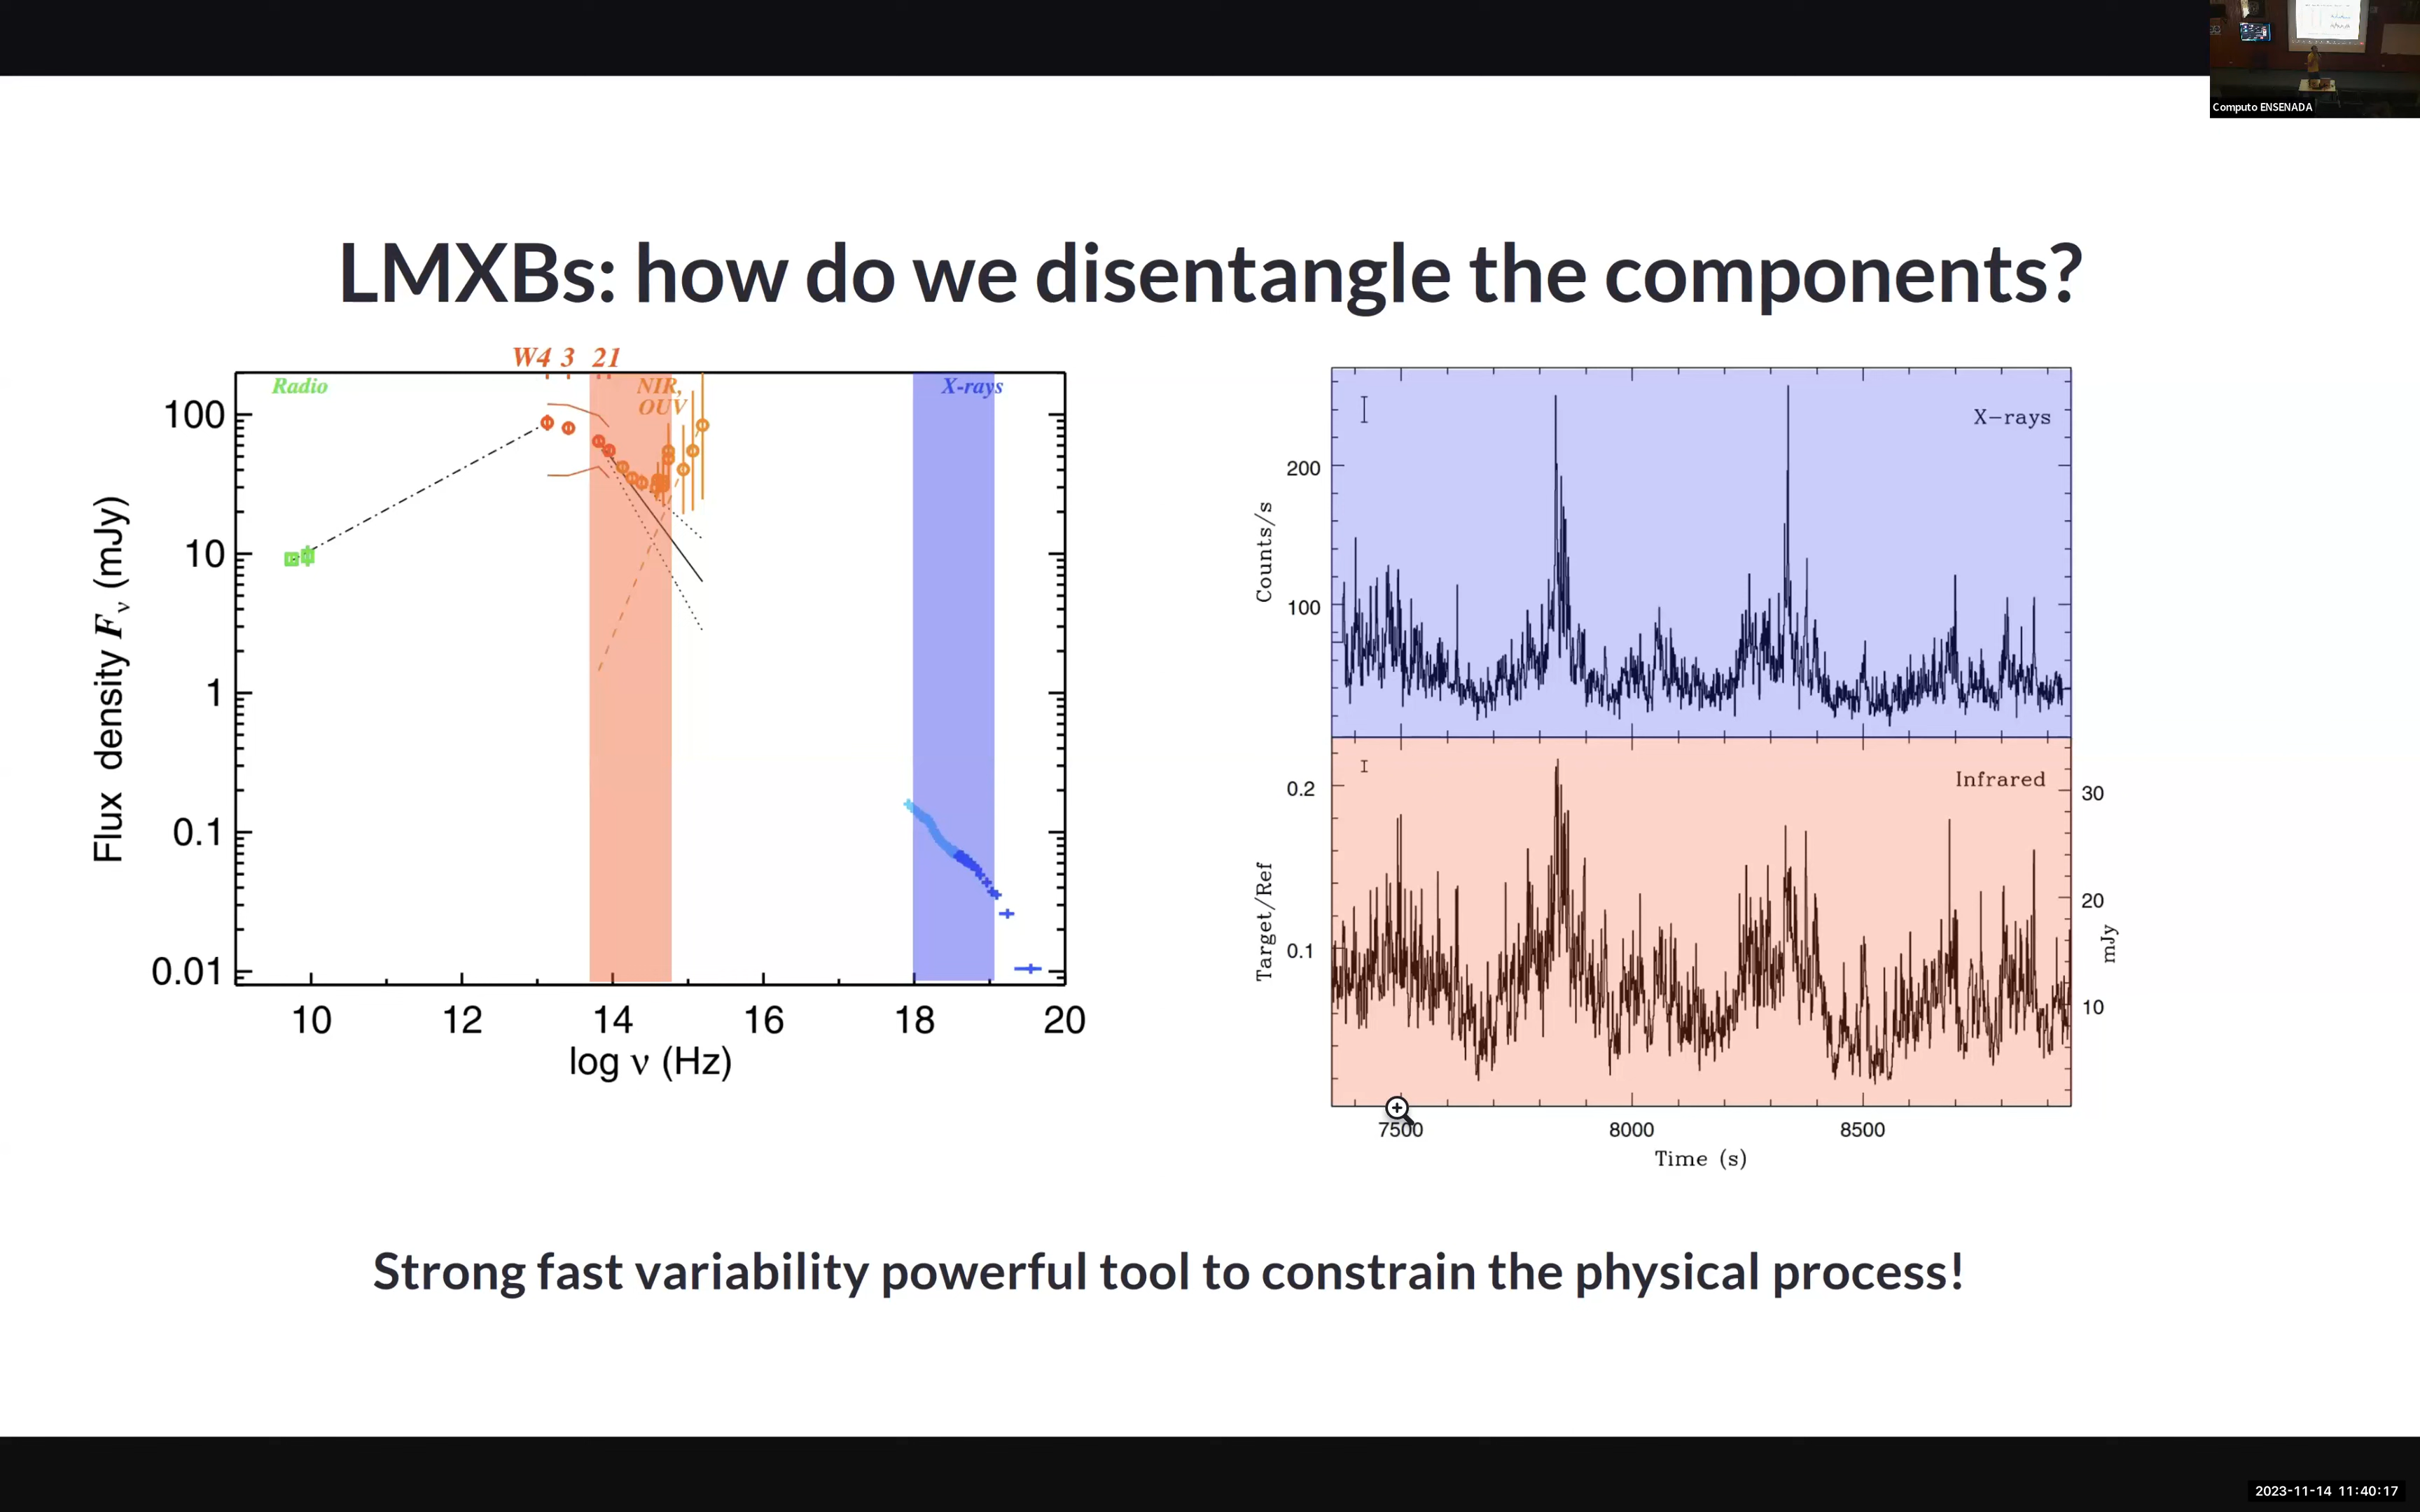 Computo ENSENADA
LMXBs: how do we disentangle the components?
W4 3 21
Radio
NIR,
OUV
X-rays
100
10
1
0.1
0.01
Flux density Fν (mJy)
10 12 14 16 18 20
log ν (Hz)
X-rays
200
100
Counts/s
Infrared
0.2
0.1
Target/Ref
30
20
10
mJy
7500 8000 8500
Time (s)
Strong fast variability powerful tool to constrain the physical process!
2023-11-14 11:40:17